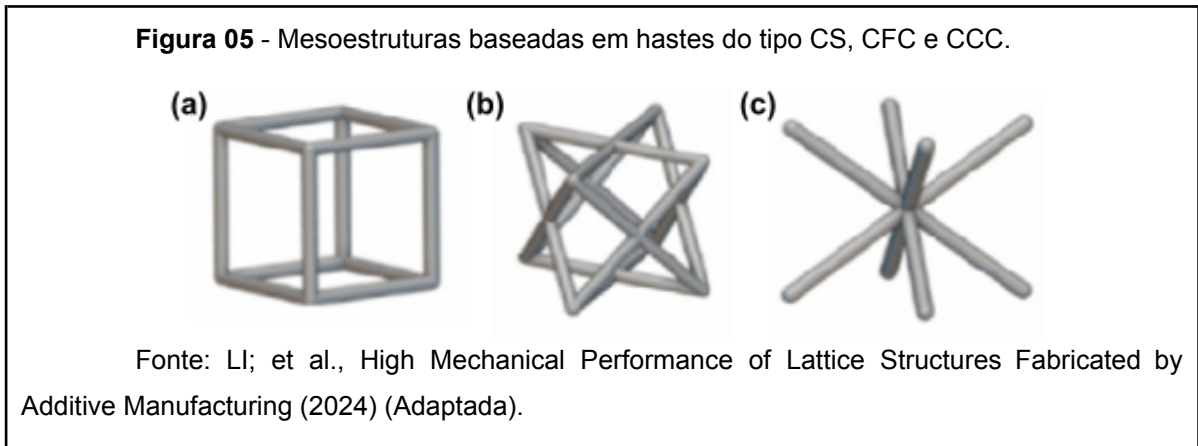 Figura 05 - Mesoestruturas baseadas em hastes do tipo CS, CFC e CCC.
(a) (b) (c)
Fonte: LI; et al., High Mechanical Performance of Lattice Structures Fabricated by
Additive Manufacturing (2024) (Adaptada).